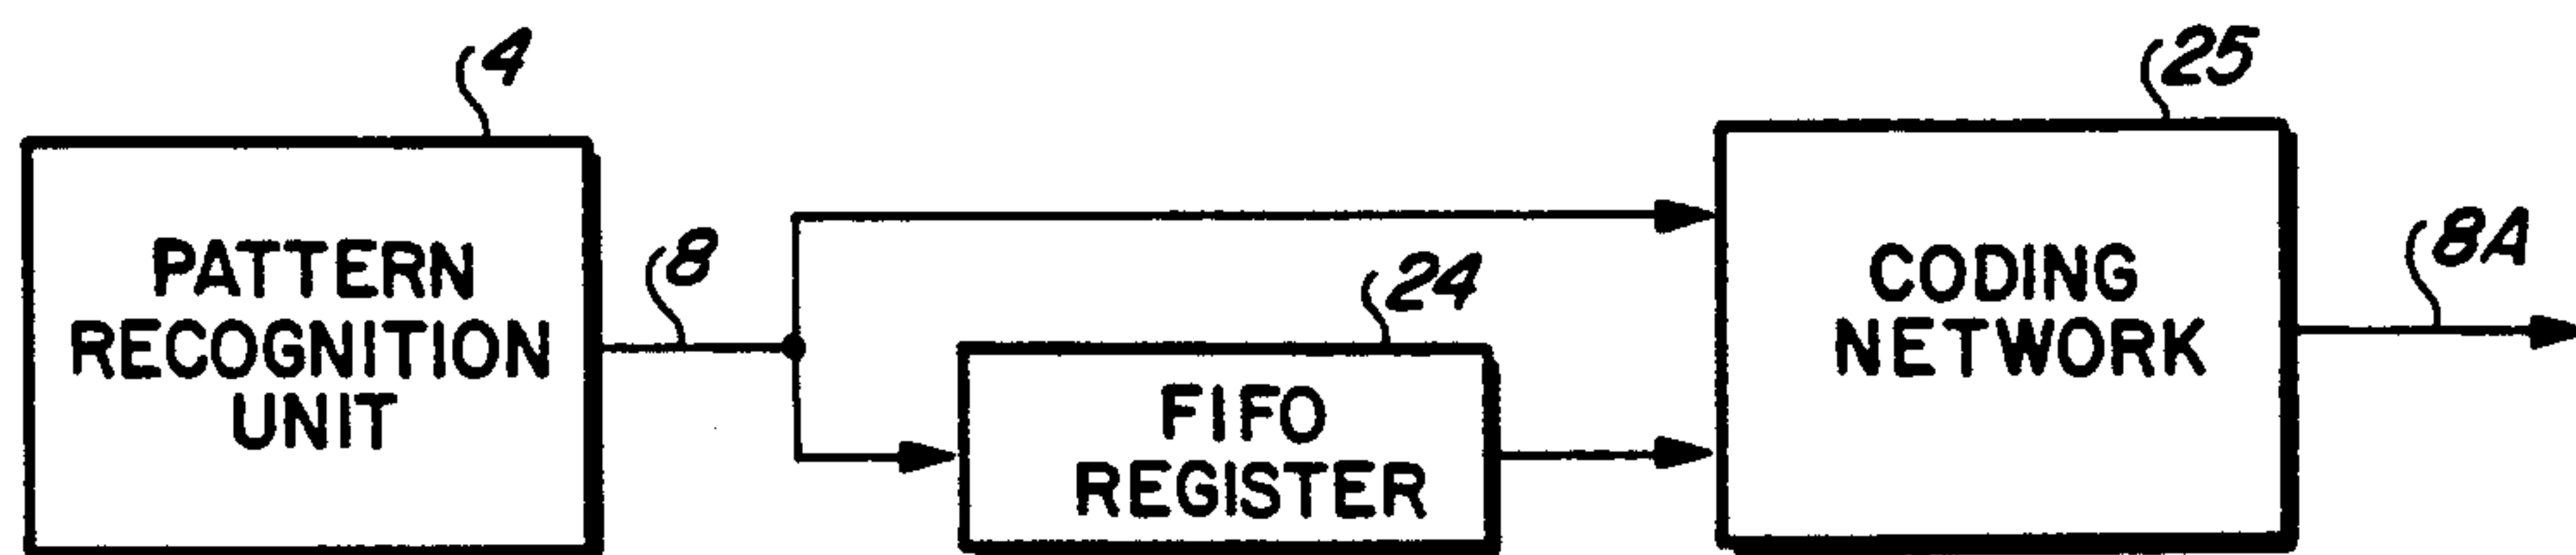 4
PATTERN
RECOGNITION
UNIT
8
24
FIFO
REGISTER
25
CODING
NETWORK
8A